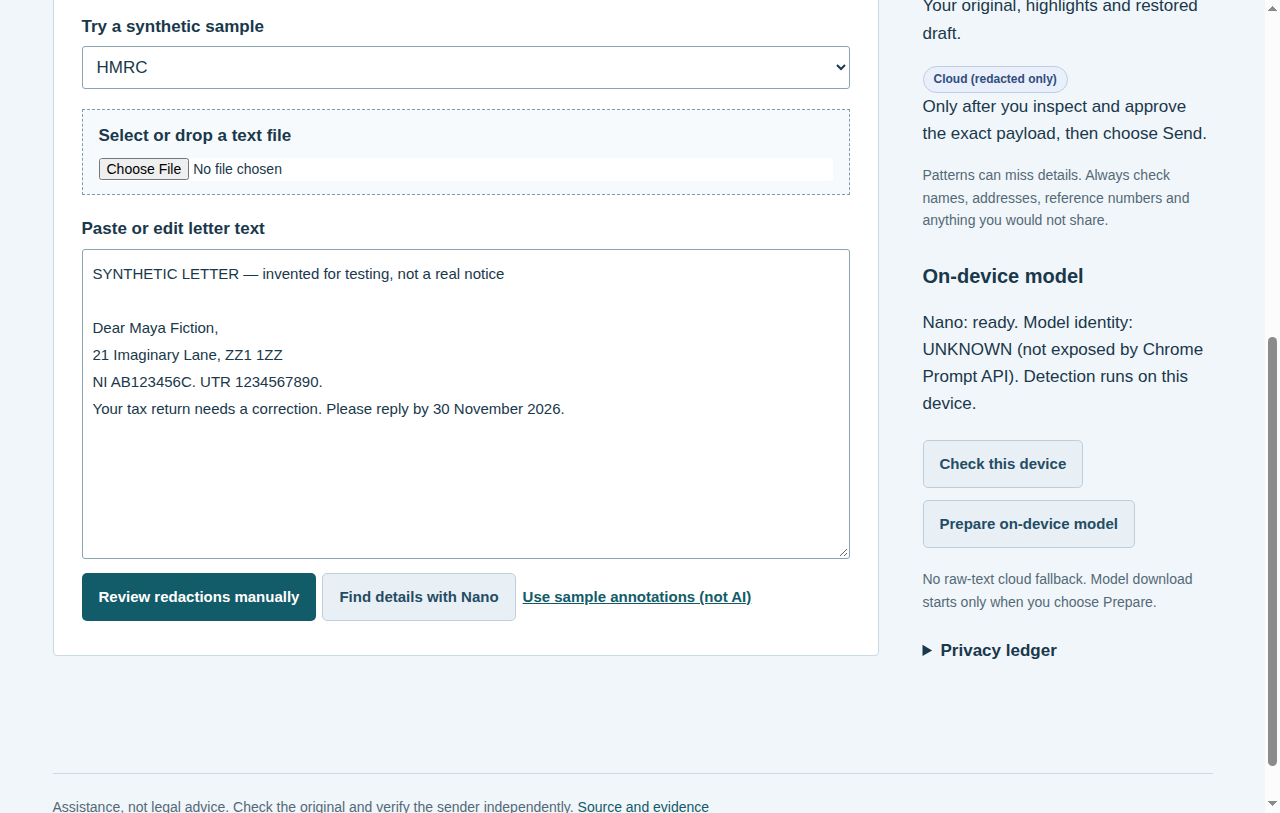 Try a synthetic sample
HMRC
Select or drop a text file
Choose File No file chosen
Paste or edit letter text
SYNTHETIC LETTER — invented for testing, not a real notice
Dear Maya Fiction,
21 Imaginary Lane, ZZ1 1ZZ
NI AB123456C. UTR 1234567890.
Your tax return needs a correction. Please reply by 30 November 2026.
Review redactions manually
Find details with Nano
Use sample annotations (not AI)
Your original, highlights and restored
draft.
Cloud (redacted only)
Only after you inspect and approve
the exact payload, then choose Send.
Patterns can miss details. Always check
names, addresses, reference numbers and
anything you would not share.
On-device model
Nano: ready. Model identity:
UNKNOWN (not exposed by Chrome
Prompt API). Detection runs on this
device.
Check this device
Prepare on-device model
No raw-text cloud fallback. Model download
starts only when you choose Prepare.
Privacy ledger
Assistance, not legal advice. Check the original and verify the sender independently. Source and evidence